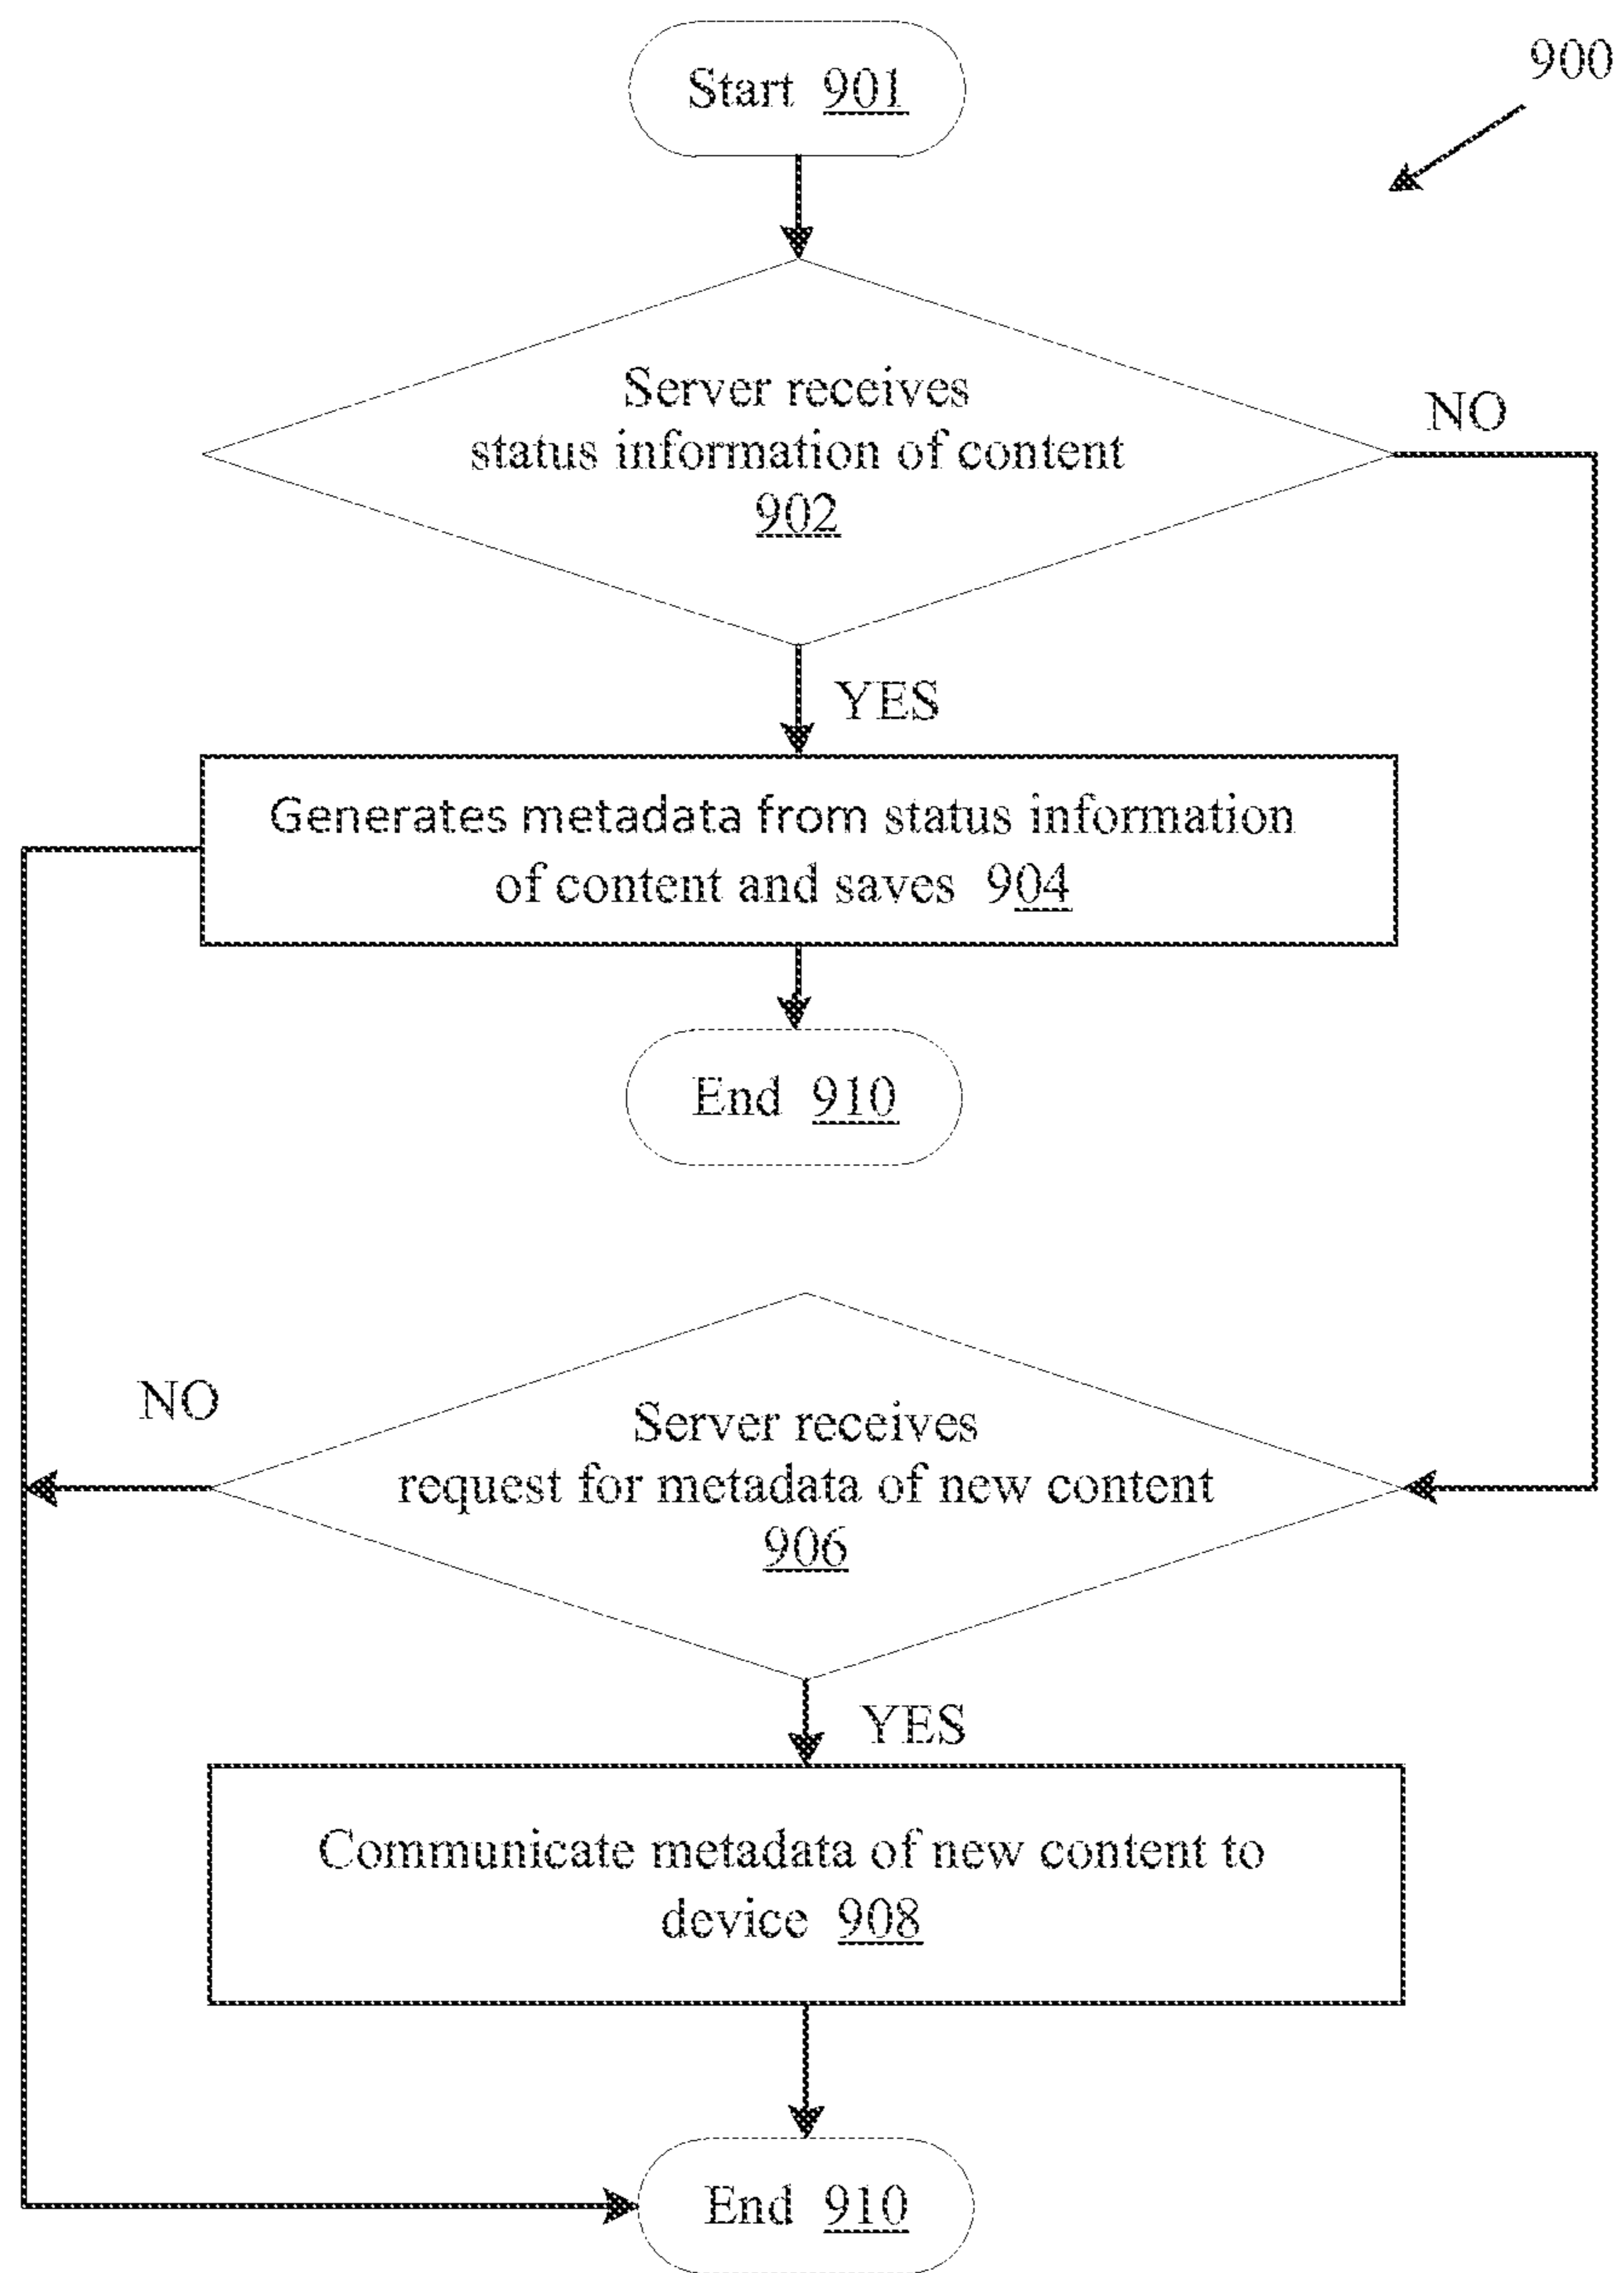 900
Start 901
Server receives
status information of content
902
NO
YES
Generates metadata from status information
of content and saves 904
End 910
NO
Server receives
request for metadata of new content
906
YES
Communicate metadata of new content to
device 908
End 910